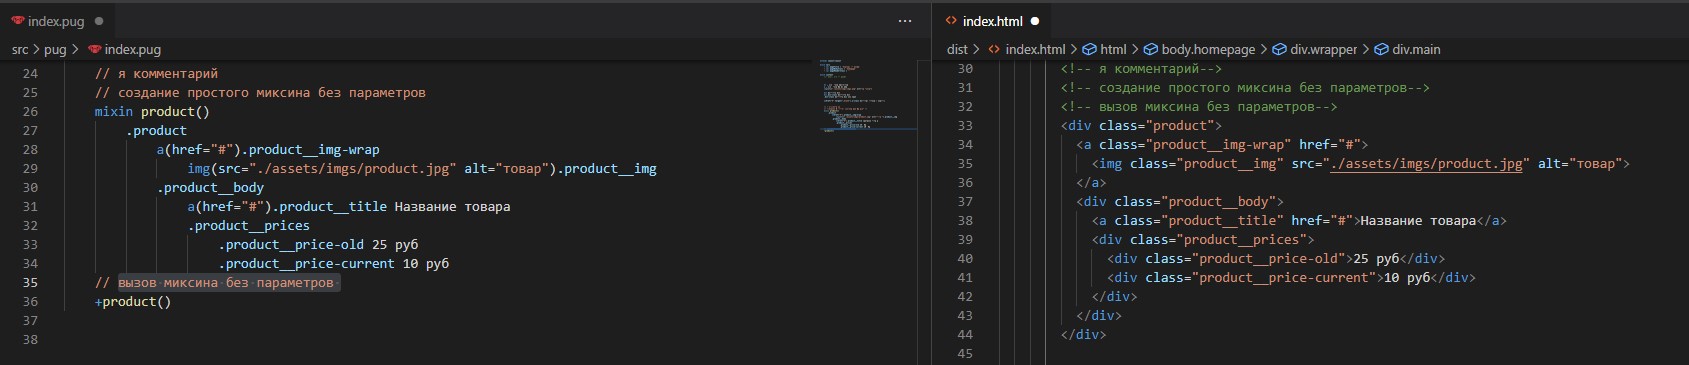 index.pug
src > pug > index.pug
24 // я комментарий
25 // создание простого миксина без параметров
26 mixin product()
27 .product
28 a(href="#").product__img-wrap
29 img(src="./assets/imgs/product.jpg" alt="товар").product__img
30 .product__body
31 a(href="#").product__title Название товара
32 .product__prices
33 .product__price-old 25 руб
34 .product__price-current 10 руб
35 // вызов миксина без параметров
36 +product()
37
38
index.html
dist > index.html > html > body.homepage > div.wrapper > div.main
30 <!-- я комментарий-->
31 <!-- создание простого миксина без параметров-->
32 <!-- вызов миксина без параметров-->
33 <div class="product">
34 <a class="product__img-wrap" href="#">
35 <img class="product__img" src="./assets/imgs/product.jpg" alt="товар">
36 </a>
37 <div class="product__body">
38 <a class="product__title" href="#">Название товара</a>
39 <div class="product__prices">
40 <div class="product__price-old">25 руб</div>
41 <div class="product__price-current">10 руб</div>
42 </div>
43 </div>
44 </div>
45